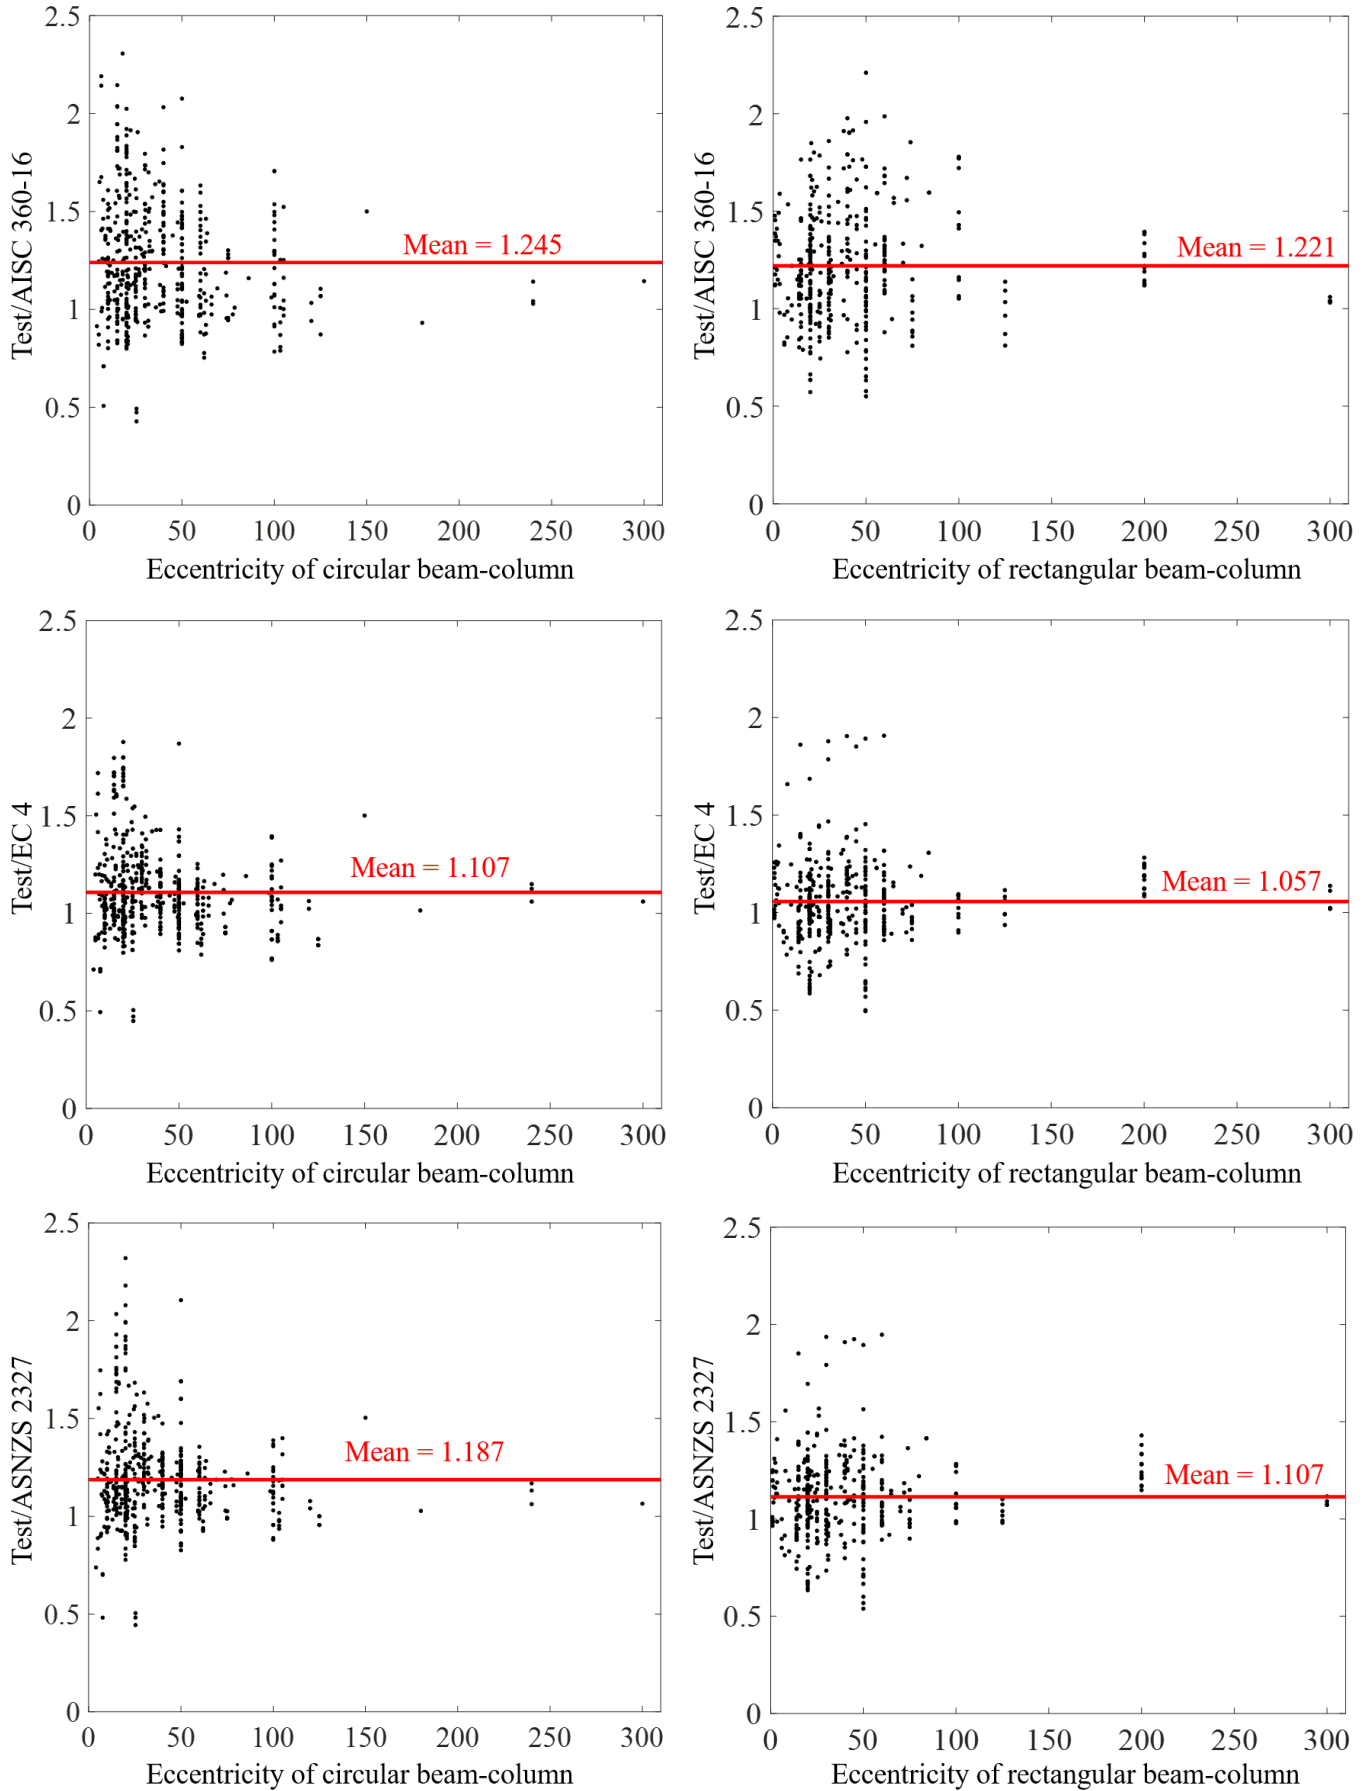 2.5
2
1.5
1
0.5
0
Test/AISC 360-16
Mean = 1.245
0 50 100 150 200 250 300
Eccentricity of circular beam-column
2.5
2
1.5
1
0.5
0
Test/AISC 360-16
Mean = 1.221
0 50 100 150 200 250 300
Eccentricity of rectangular beam-column
2.5
2
1.5
1
0.5
0
Test/EC 4
Mean = 1.107
0 50 100 150 200 250 300
Eccentricity of circular beam-column
2.5
2
1.5
1
0.5
0
Test/EC 4
Mean = 1.057
0 50 100 150 200 250 300
Eccentricity of rectangular beam-column
2.5
2
1.5
1
0.5
0
Test/ASNZS 2327
Mean = 1.187
0 50 100 150 200 250 300
Eccentricity of circular beam-column
2.5
2
1.5
1
0.5
0
Test/ASNZS 2327
Mean = 1.107
0 50 100 150 200 250 300
Eccentricity of rectangular beam-column